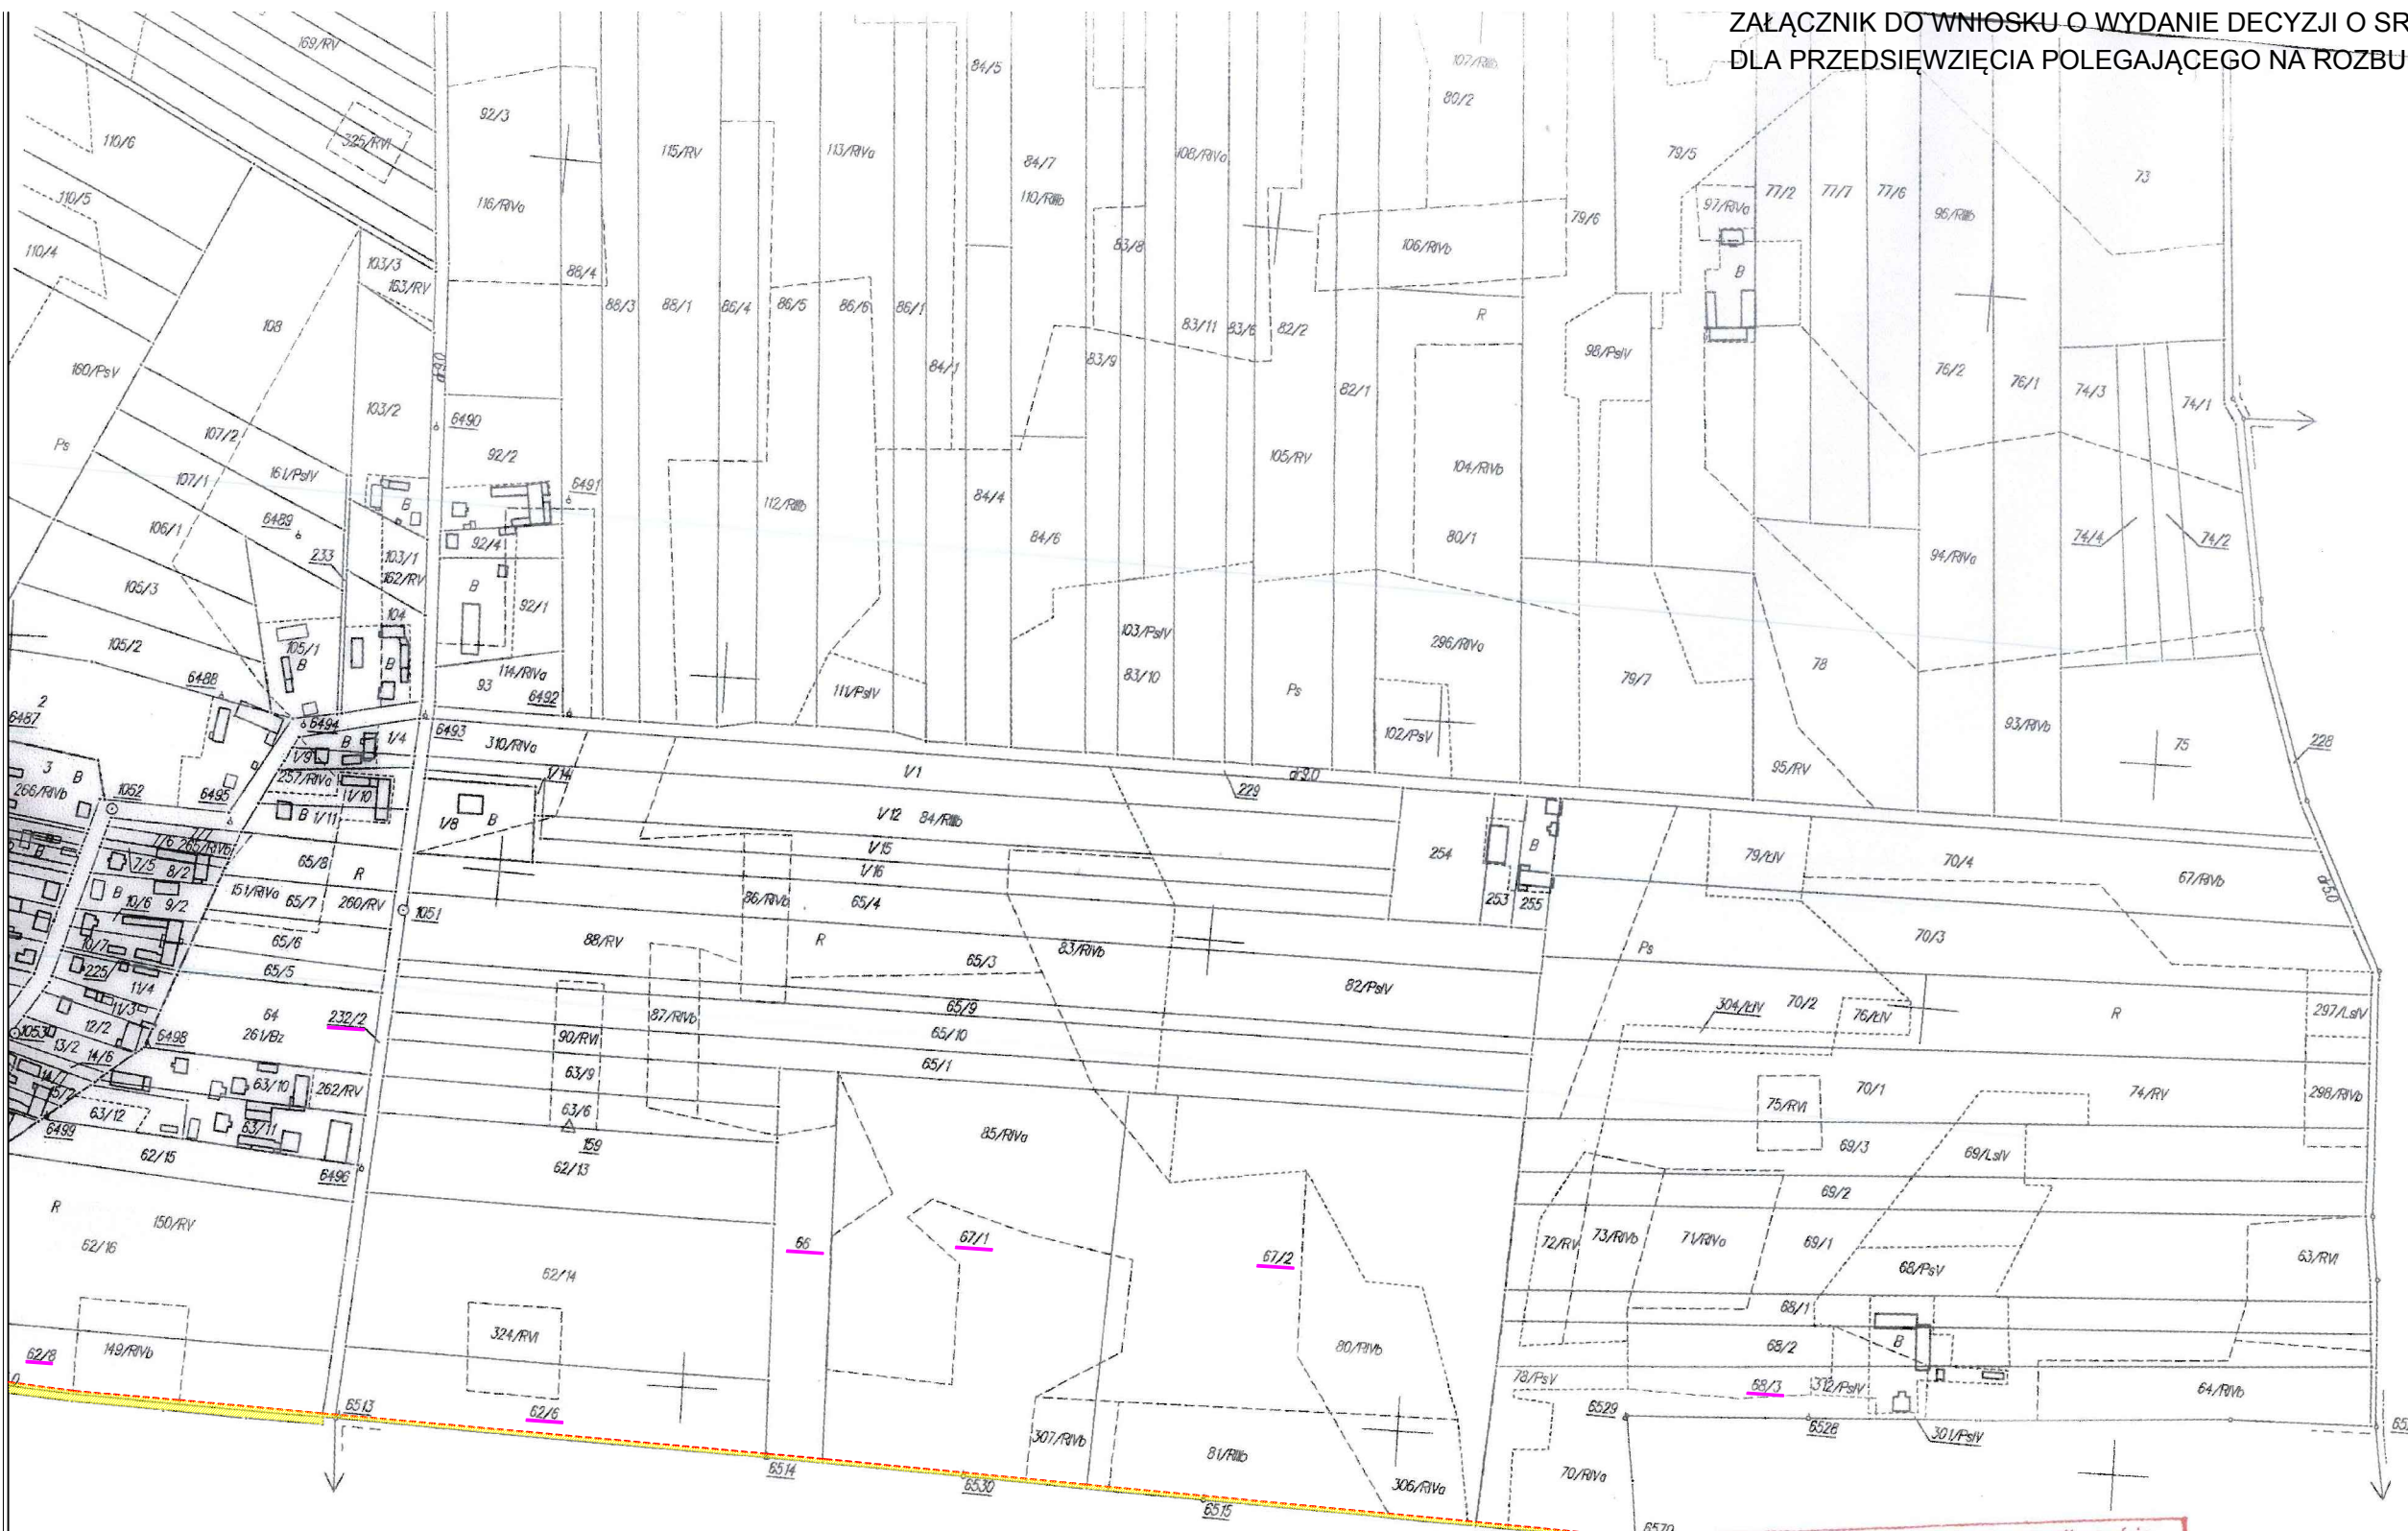 ZAŁĄCZNIK DO WNIOSKU O WYDANIE DECYZJI O SR
DLA PRZEDSIĘWZIĘCIA POLEGAJĄCEGO NA ROZBU
169/RV
110/6
325/RVI
92/3
115/RV
113/RIVa
84/5
107/RIIIb
80/2
84/7
110/RIIIb
108/RIVa
79/5
73
110/5
116/RIVa
77/2
77/7
77/6
97/RIVa
96/RIIIb
79/6
110/4
103/3
163/RV
88/4
83/8
106/RIVb
B
108
88/3
88/1
86/4
86/5
86/6
86/1
83/11
83/6
82/2
R
160/PsV
dr9.0
84/1
83/9
98/PsIV
76/2
76/1
74/3
74/1
103/2
82/1
6490
Ps
107/2
92/2
105/RV
104/RIVb
107/1
161/PsIV
6491
B
112/RIIIb
84/4
106/1
6489
233
103/1
162/RV
92/4
84/6
80/1
94/RIVa
74/4
74/2
105/3
B
92/1
104
105/2
105/1
B
B
103/PsIV
296/RIVa
114/RIVa
93
83/10
78
79/7
6488
6492
111/PsIV
Ps
2
6487
6494
6493
102/PsV
93/RIVb
75
228
B
1/4
310/RIVa
3
B
1/9
257/RIVa
1/14
1/1
dr9.0
95/RV
266/RIVb
1052
6495
1/10
229
B
1/11
1/8
B
1/12
84/RIIIb
7/6
265/RIVb
1/15
254
B
79/ŁIV
70/4
7/5
8/2
65/8
R
1/16
67/RIVb
dr5.0
B
151/RIVa
65/7
260/RV
1051
86/RIVb
65/4
253
255
10/6
9/2
10/7
65/6
88/RV
R
83/RIVb
Ps
70/3
225
65/5
65/3
82/PsIV
11/4
11/3
64
261/Bz
232/2
87/RIVb
65/9
304/ŁIV
70/2
76/ŁIV
R
297/LsIV
1053
12/2
13/2
14/6
6498
90/RVI
65/10
63/9
65/1
63/10
262/RV
75/RVI
70/1
74/RV
298/RIVb
15/2
63/12
63/6
6499
63/11
159
85/RIVa
69/3
69/LsIV
62/15
6496
62/13
69/2
R
150/RV
62/16
66
67/1
67/2
72/RV
73/RIVb
71/RIVa
69/1
63/RVI
62/14
68/PsV
68/1
324/RVI
62/8
149/RIVb
80/RIVb
68/2
B
78/PsV
68/3
312/PsIV
64/RIVb
6513
62/6
6529
6528
301/PsIV
307/RIVb
81/RIIIb
306/RIVa
70/RIVa
6514
6530
6515
6570